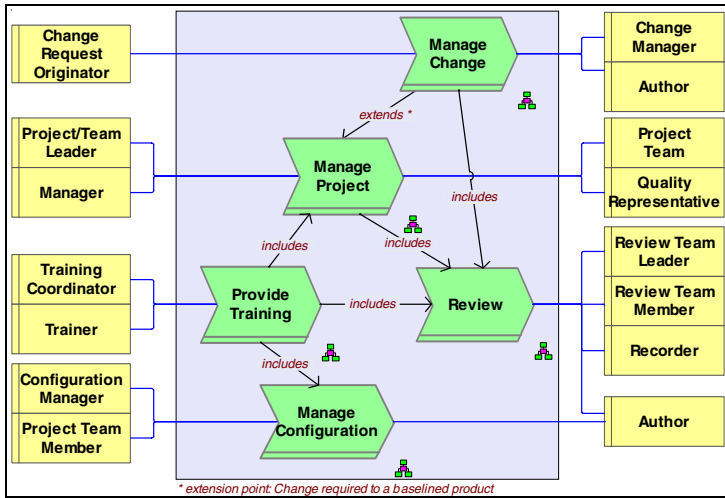 Change
Request
Originator
Manage
Change
Change
Manager
Author
extends *
Project/Team
Leader
Manager
Manage
Project
Project
Team
Quality
Representative
includes
includes
includes
Training
Coordinator
Trainer
Provide
Training
includes
Review
Review Team
Leader
Review Team
Member
Recorder
includes
Configuration
Manager
Project Team
Member
Manage
Configuration
Author
* extension point: Change required to a baselined product